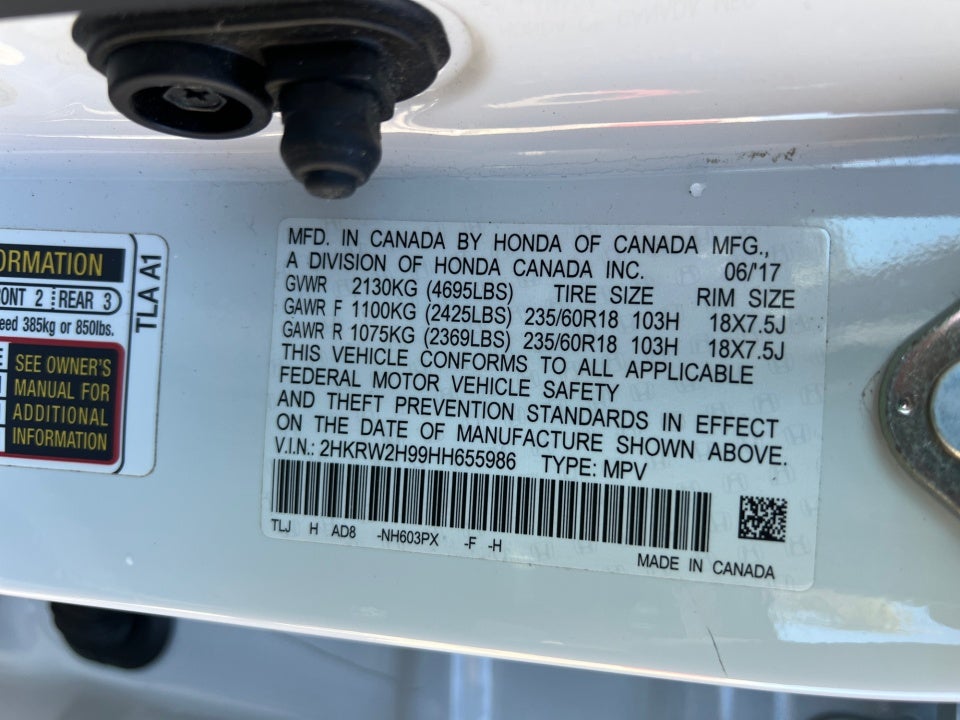 ORMATION
ONT 2 REAR 3
eed 385kg or 850lbs.
SEE OWNER'S
MANUAL FOR
ADDITIONAL
INFORMATION
TLA A1
MFD. IN CANADA BY HONDA OF CANADA MFG.,
A DIVISION OF HONDA CANADA INC. 06/'17
GVWR 2130KG (4695LBS) TIRE SIZE RIM SIZE
GAWR F 1100KG (2425LBS) 235/60R18 103H 18X7.5J
GAWR R 1075KG (2369LBS) 235/60R18 103H 18X7.5J
THIS VEHICLE CONFORMS TO ALL APPLICABLE
FEDERAL MOTOR VEHICLE SAFETY
AND THEFT PREVENTION STANDARDS IN EFFECT
ON THE DATE OF MANUFACTURE SHOWN ABOVE.
V.I.N.: 2HKRW2H99HH655986 TYPE: MPV
TLJ H AD8 -NH603PX -F -H
MADE IN CANADA